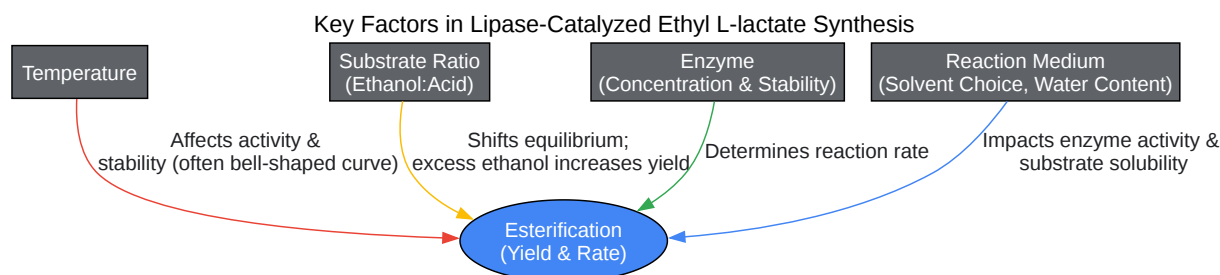 Key Factors in Lipase-Catalyzed Ethyl L-lactate Synthesis
Temperature
Substrate Ratio
(Ethanol:Acid)
Enzyme
(Concentration & Stability)
Reaction Medium
(Solvent Choice, Water Content)
Affects activity &
stability (often bell-shaped curve)
Shifts equilibrium;
excess ethanol increases yield
Determines reaction rate
Impacts enzyme activity &
substrate solubility
Esterification
(Yield & Rate)